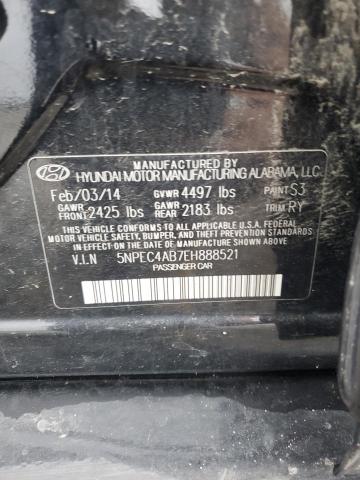 MANUFACTURED BY
HYUNDAI MOTOR MANUFACTURING ALABAMA, LLC.
Feb/03/14 GVWR 4497 lbs PAINT S3
GAWR FRONT 2425 lbs GAWR REAR 2183 lbs TRIM RY
THIS VEHICLE CONFORMS TO ALL APPLICABLE U.S.A FEDERAL
MOTOR VEHICLE SAFETY, BUMPER, AND THEFT PREVENTION
STANDARDS IN EFFECT ON THE DATE OF MANUFACTURE SHOWN ABOVE.
V.I.N 5NPEC4AB7EH888521
PASSENGER CAR